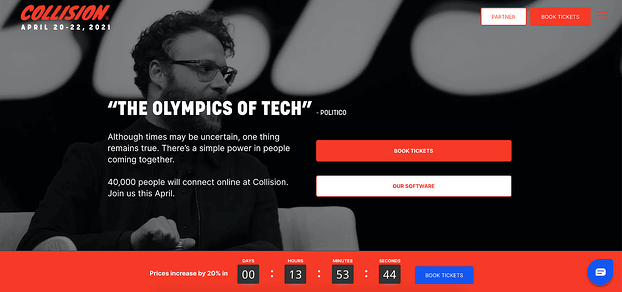 COLLISION
APRIL 20-22, 2021
PARTNER
BOOK TICKETS
“THE OLYMPICS OF TECH” - POLITICO
Although times may be uncertain, one thing
remains true. There's a simple power in people
coming together.
40,000 people will connect online at Collision.
Join us this April.
BOOK TICKETS
OUR SOFTWARE
Prices increase by 20% in
DAYS HOURS MINUTES SECONDS
00 : 13 : 53 : 44
BOOK TICKETS